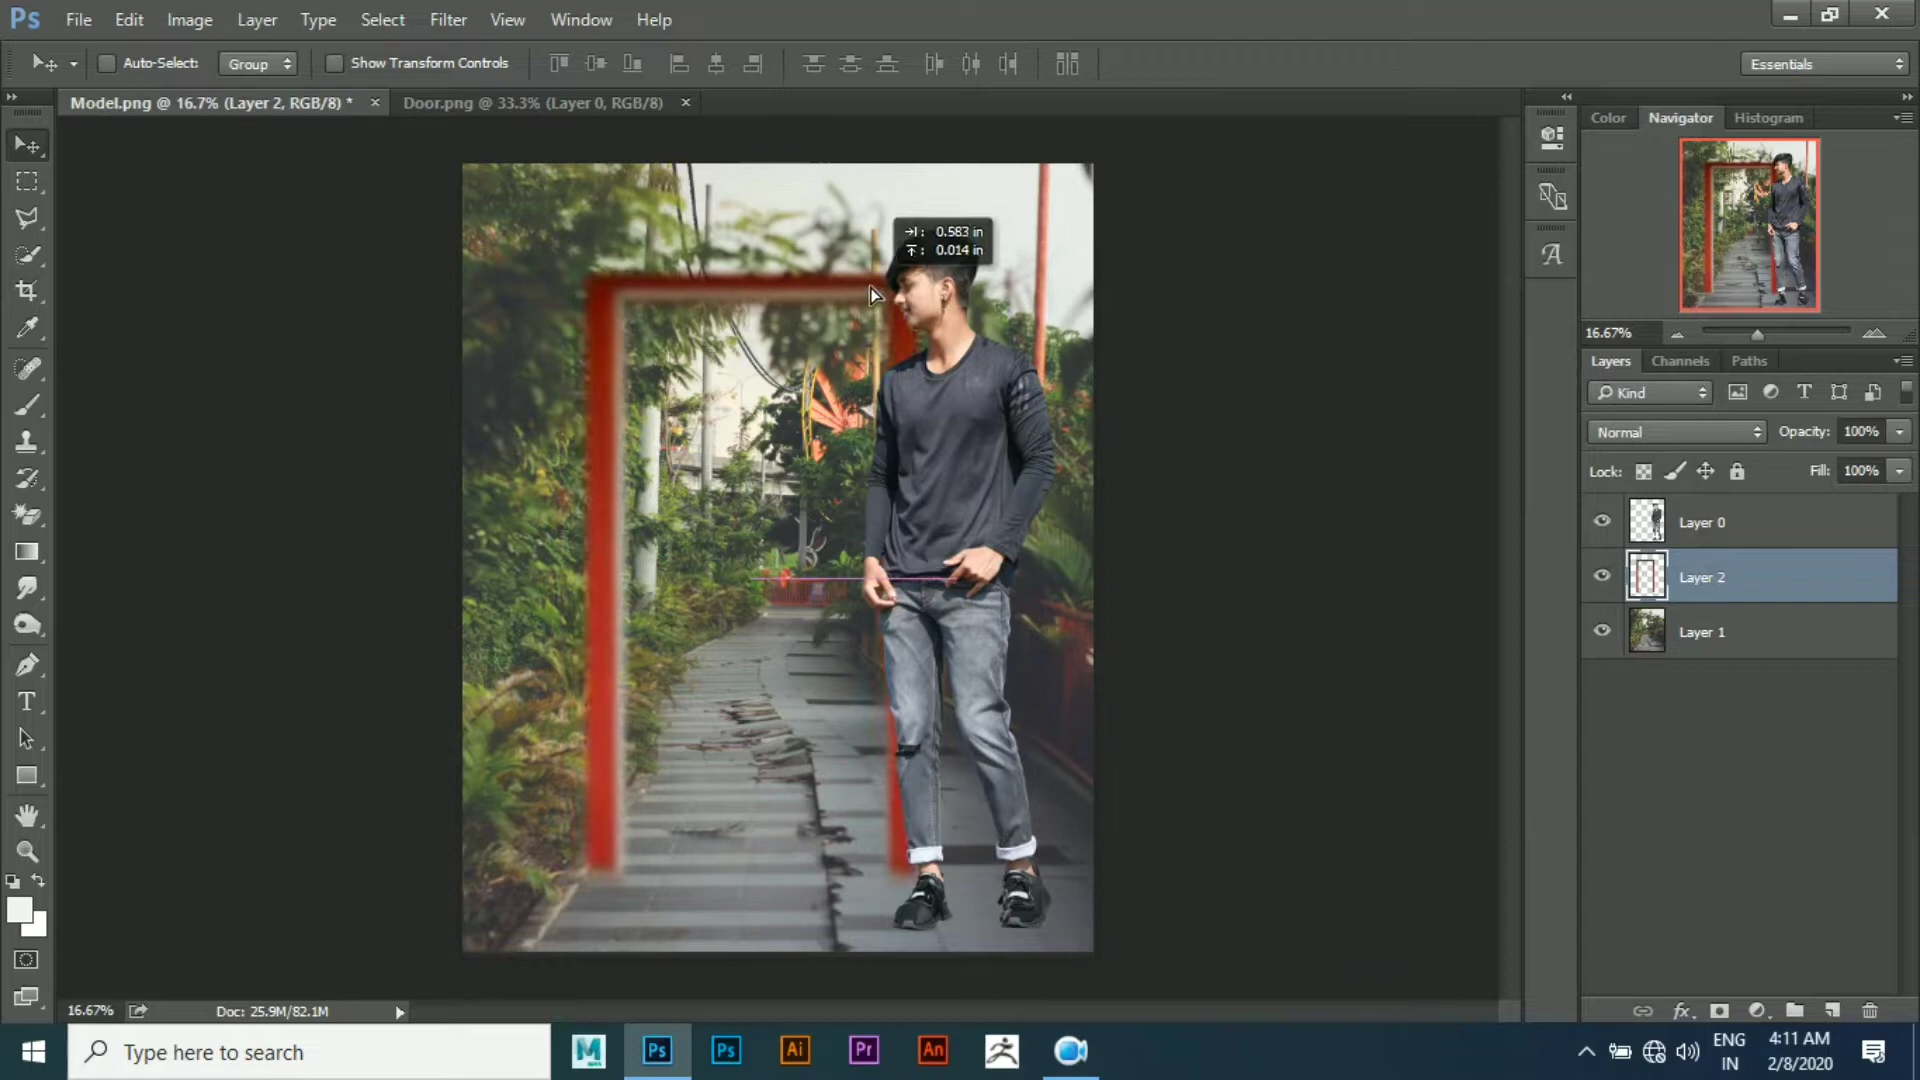 Ps File Edit Image Layer Type Select Filter View Window Help
Auto-Select: Group Show Transform Controls Essentials
Model.png @ 16.7% (Layer 2, RGB/8) * × Door.png @ 33.3% (Layer 0, RGB/8) ×
Color Navigator Histogram
0.583 in
0.014 in
16.67%
Layers Channels Paths
Kind
Normal Opacity: 100%
Lock: Fill: 100%
Layer 0
Layer 2
Layer 1
16.67% Doc: 25.9M/82.1M
Type here to search
M Ps Ps Ai Pr An
ENG
IN
4:11 AM
2/8/2020